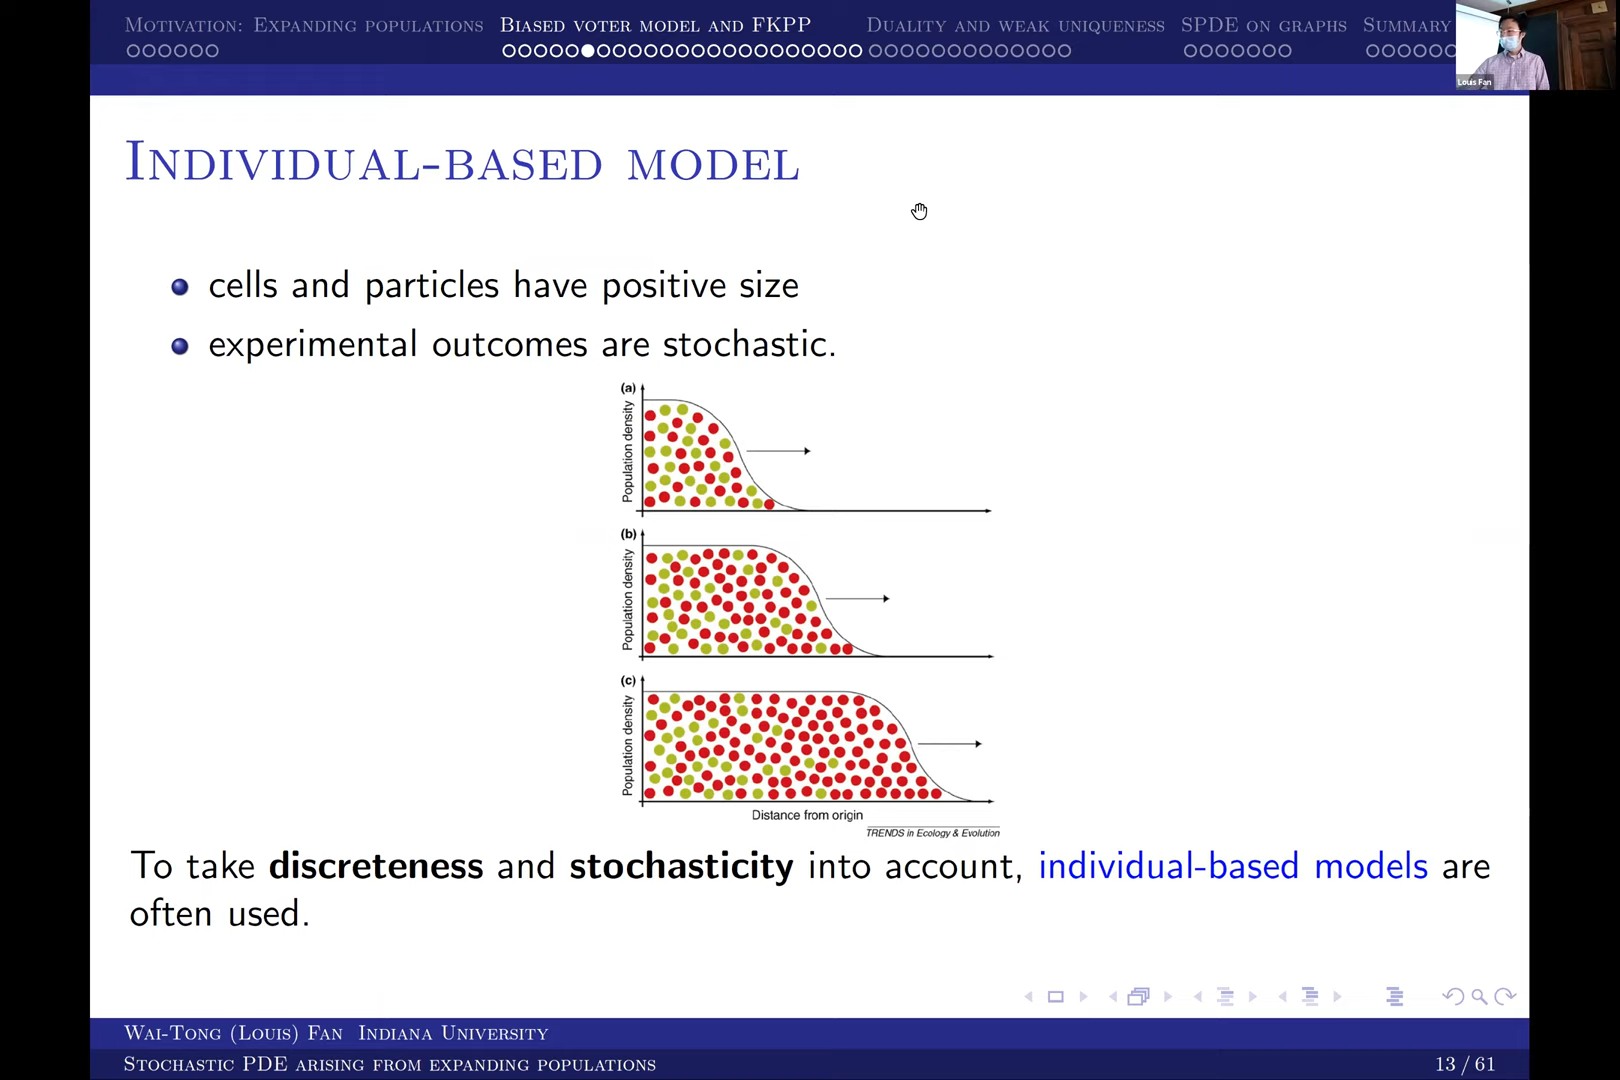 Motivation: Expanding populations Biased voter model and FKPP Duality and weak uniqueness SPDE on graphs Summary
Louis Fan
Individual-based model
cells and particles have positive size
experimental outcomes are stochastic.
(a)
Population density
(b)
Population density
(c)
Population density
Distance from origin
TRENDS in Ecology & Evolution
To take discreteness and stochasticity into account, individual-based models are
often used.
Wai-Tong (Louis) Fan Indiana University
Stochastic PDE arising from expanding populations 13 / 61